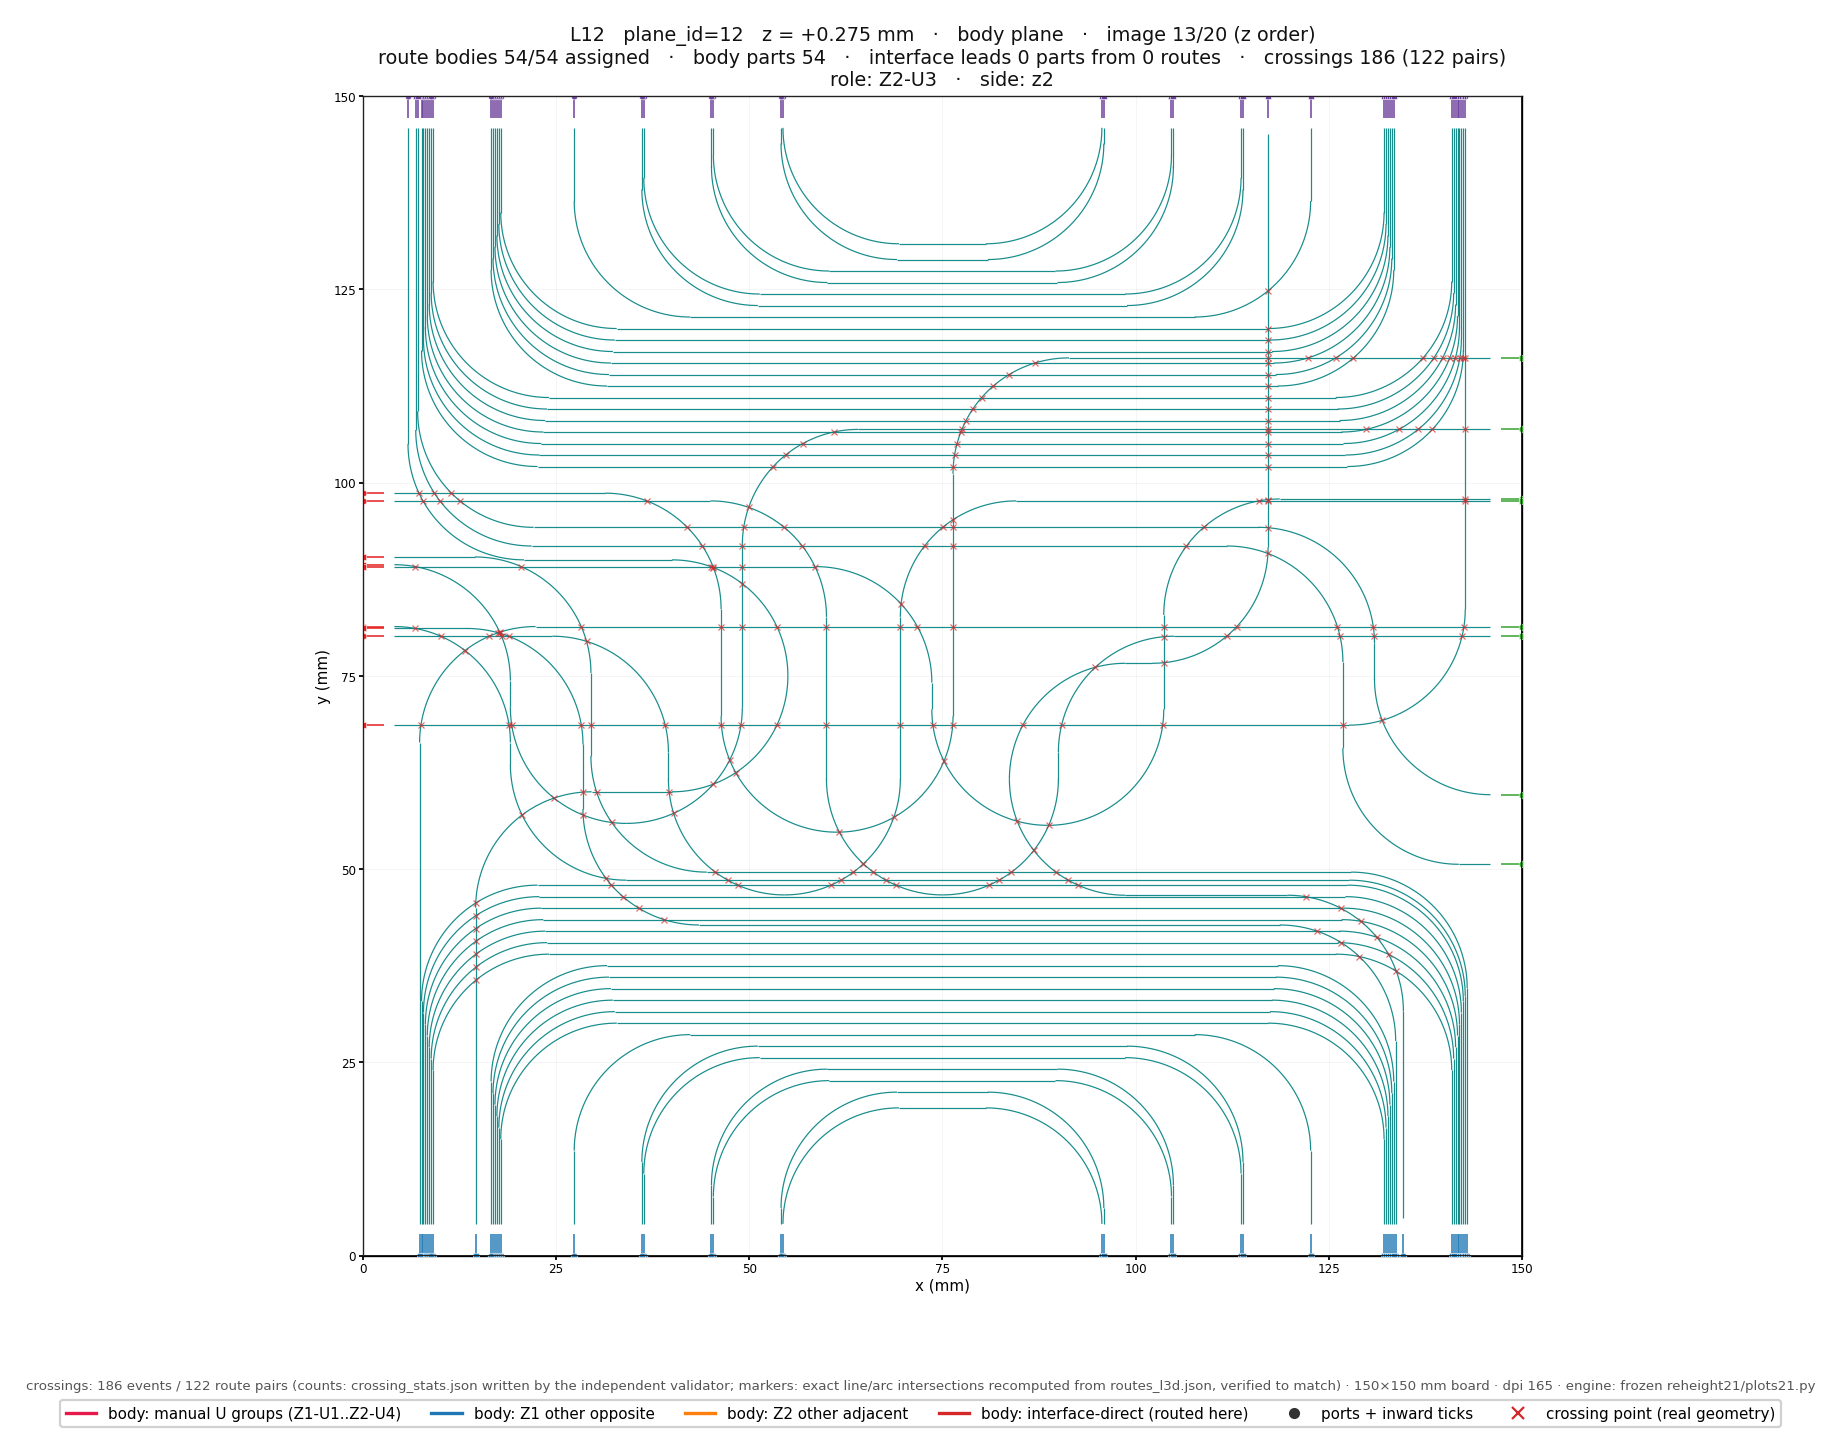 L12   plane_id=12   z = +0.275 mm   ·   body plane   ·   image 13/20 (z order)
route bodies 54/54 assigned   ·   body parts 54   ·   interface leads 0 parts from 0 routes   ·   crossings 186 (122 pairs)
role: Z2-U3   ·   side: z2
150
125
100
75
50
25
0
y (mm)
0 25 50 75 100 125 150
x (mm)
crossings: 186 events / 122 route pairs (counts: crossing_stats.json written by the independent validator; markers: exact line/arc intersections recomputed from routes_l3d.json, verified to match) · 150×150 mm board · dpi 165 · engine: frozen reheight21/plots21.py
body: manual U groups (Z1-U1..Z2-U4) body: Z1 other opposite body: Z2 other adjacent body: interface-direct (routed here) ports + inward ticks crossing point (real geometry)